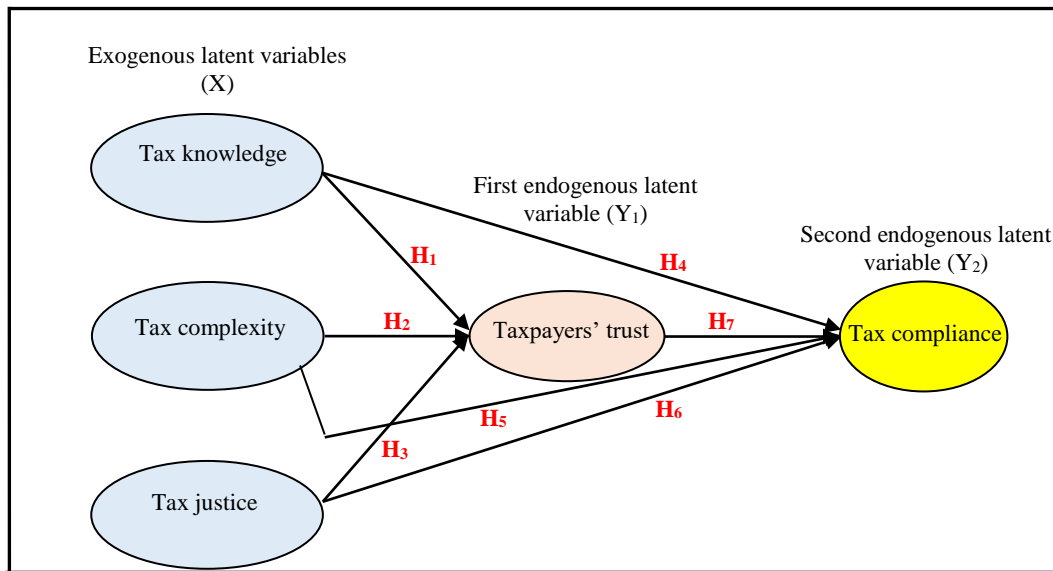 Exogenous latent variables
(X)
Tax knowledge
First endogenous latent
variable (Y₁)
Second endogenous latent
variable (Y₂)
H₁
H₄
Tax complexity
H₂
Taxpayers’ trust
H₇
Tax compliance
H₅
H₆
H₃
Tax justice